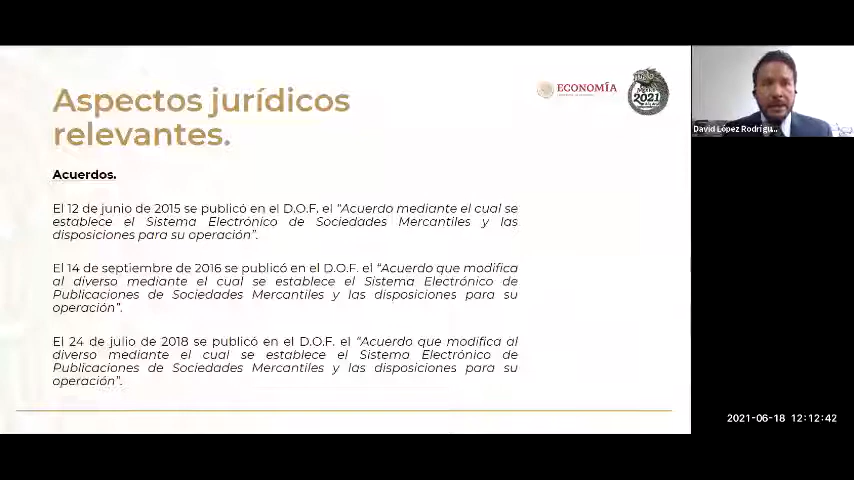 Aspectos jurídicos
relevantes.
ECONOMÍA
México
2021
Acuerdos.
El 12 de junio de 2015 se publicó en el D.O.F. el “Acuerdo mediante el cual se
establece el Sistema Electrónico de Sociedades Mercantiles y las
disposiciones para su operación”.
El 14 de septiembre de 2016 se publicó en el D.O.F. el “Acuerdo que modifica
al diverso mediante el cual se establece el Sistema Electrónico de
Publicaciones de Sociedades Mercantiles y las disposiciones para su
operación”.
El 24 de julio de 2018 se publicó en el D.O.F. el “Acuerdo que modifica al
diverso mediante el cual se establece el Sistema Electrónico de
Publicaciones de Sociedades Mercantiles y las disposiciones para su
operación”.
David López Rodrígu...
2021-06-18 12:12:42